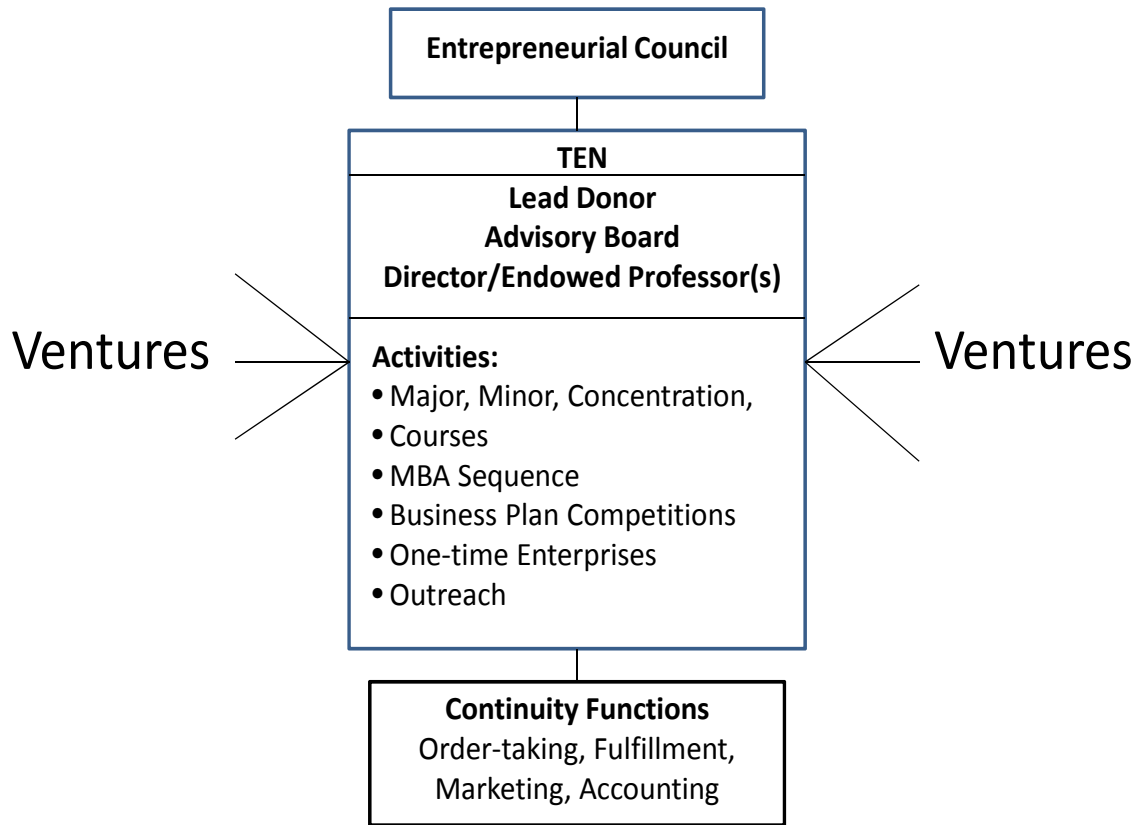 Entrepreneurial Council
TEN
Lead Donor
Advisory Board
Director/Endowed Professor(s)
Ventures
Ventures
Activities:
• Major, Minor, Concentration,
• Courses
• MBA Sequence
• Business Plan Competitions
• One-time Enterprises
• Outreach
Continuity Functions
Order-taking, Fulfillment,
Marketing, Accounting